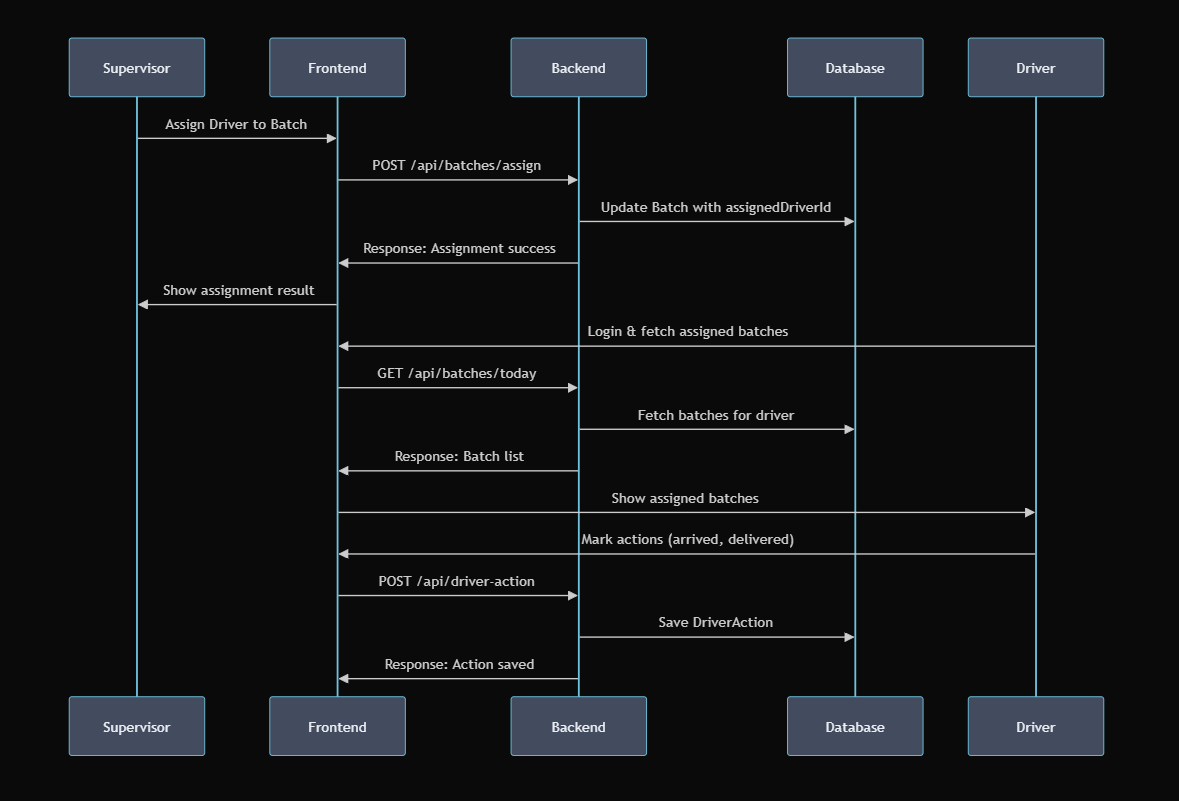 Supervisor
Frontend
Backend
Database
Driver
Assign Driver to Batch
POST /api/batches/assign
Update Batch with assignedDriverId
Response: Assignment success
Show assignment result
Login & fetch assigned batches
GET /api/batches/today
Fetch batches for driver
Response: Batch list
Show assigned batches
Mark actions (arrived, delivered)
POST /api/driver-action
Save DriverAction
Response: Action saved
Supervisor
Frontend
Backend
Database
Driver